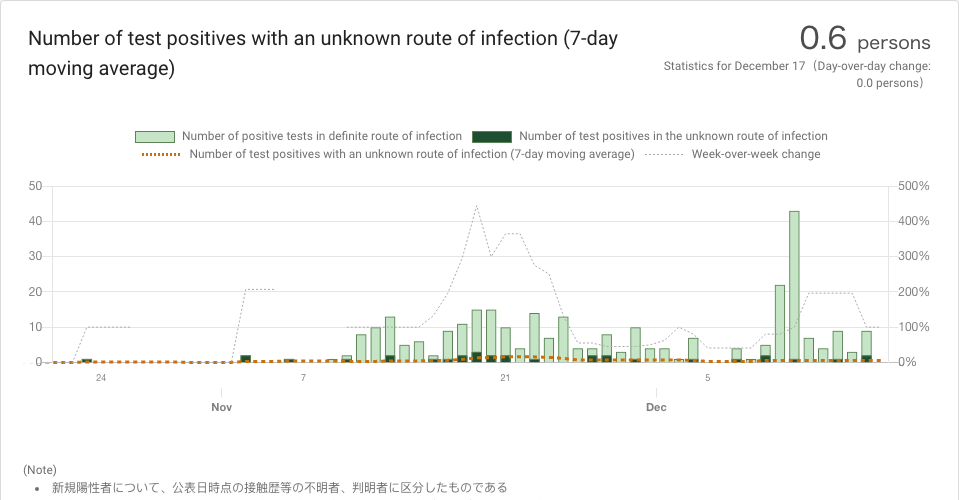 Number of test positives with an unknown route of infection (7-day
moving average)
0.6 persons
Statistics for December 17（Day-over-day change:
0.0 persons）
Number of positive tests in definite route of infection
Number of test positives in the unknown route of infection
Number of test positives with an unknown route of infection (7-day moving average)
Week-over-week change
50 500%
40 400%
30 300%
20 200%
10 100%
0 0%
24 7 21 5
Nov Dec
(Note)
• 新規陽性者について、公表日時点の接触歴等の不明者、判明者に区分したものである